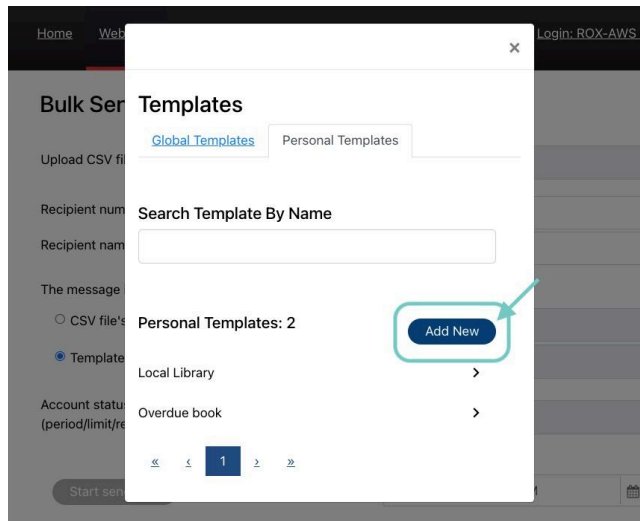 Home Web Login: ROX-AWS
×
Bulk Sen
Templates
Global Templates Personal Templates
Upload CSV fil
Recipient num
Search Template By Name
Recipient nam
The message
CSV file's
Personal Templates: 2
Add New
Template
Local Library
Account statu
(period/limit/re
Overdue book
« ‹ 1 › »
Start sen